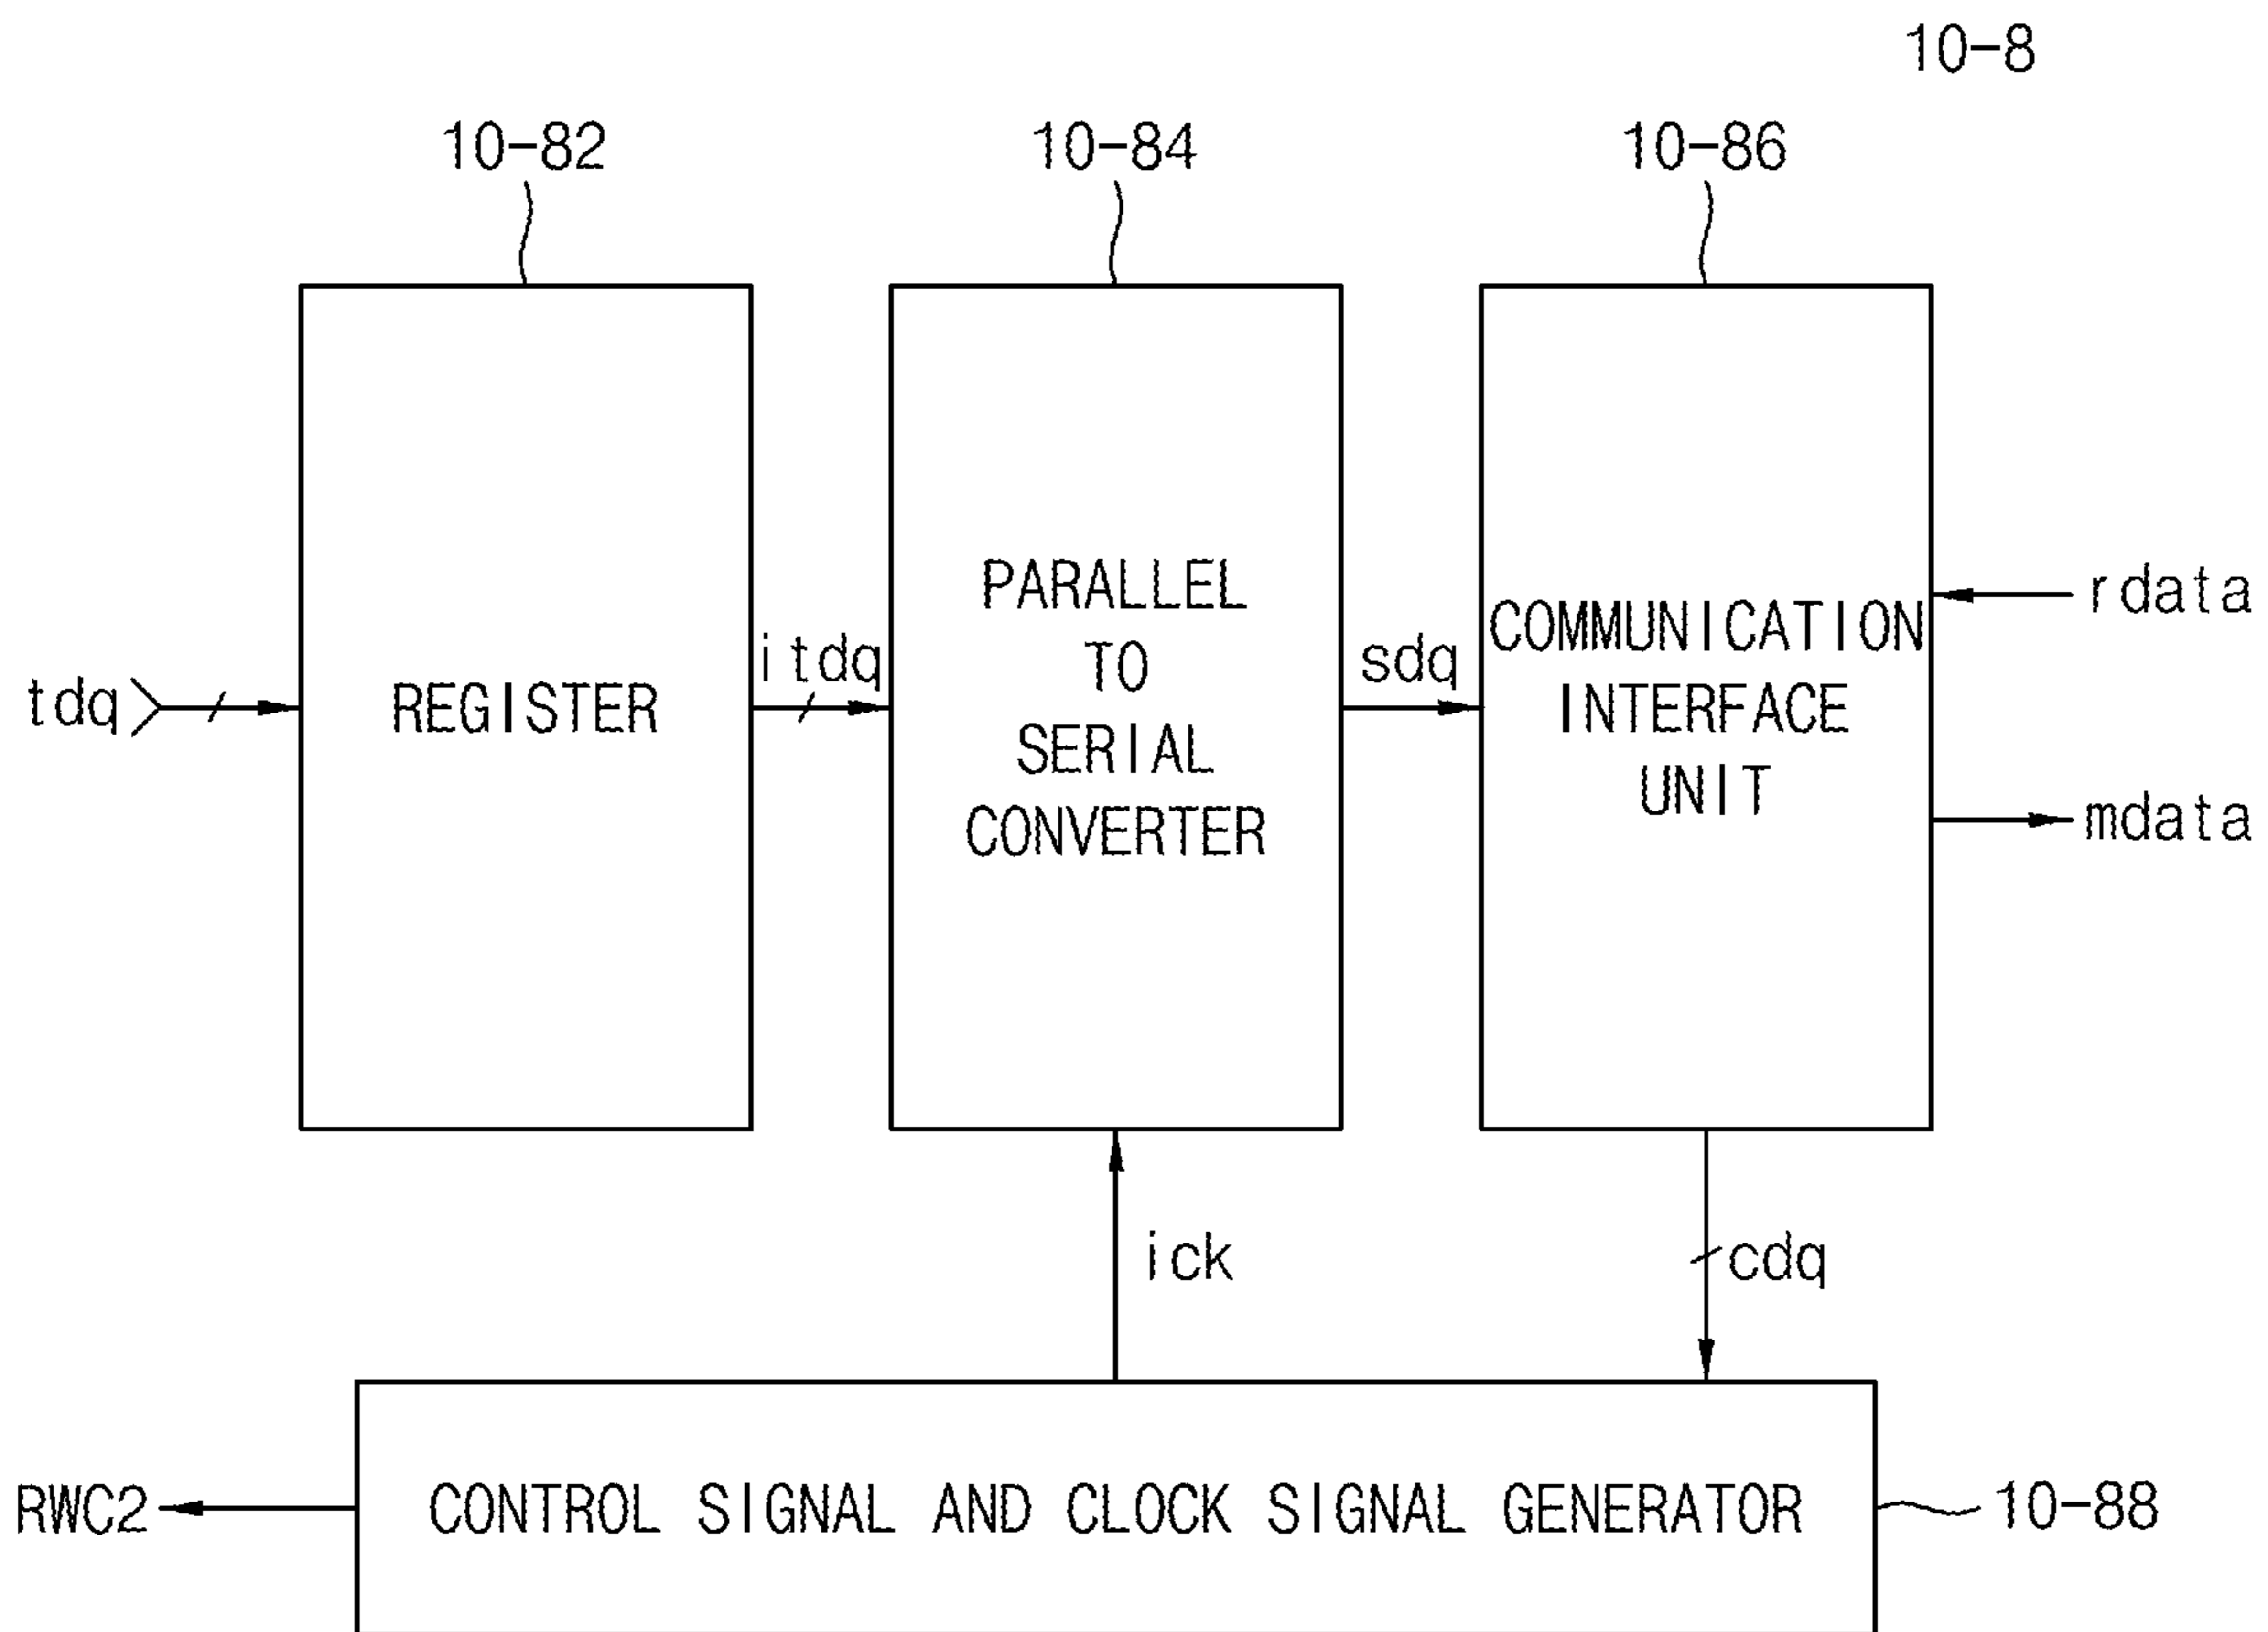 10-8
10-82
10-84
10-86
tdq
REGISTER
itdq
PARALLEL
TO
SERIAL
CONVERTER
sdq
COMMUNICATION
INTERFACE
UNIT
rdata
mdata
ick
cdq
RWC2
CONTROL SIGNAL AND CLOCK SIGNAL GENERATOR
10-88